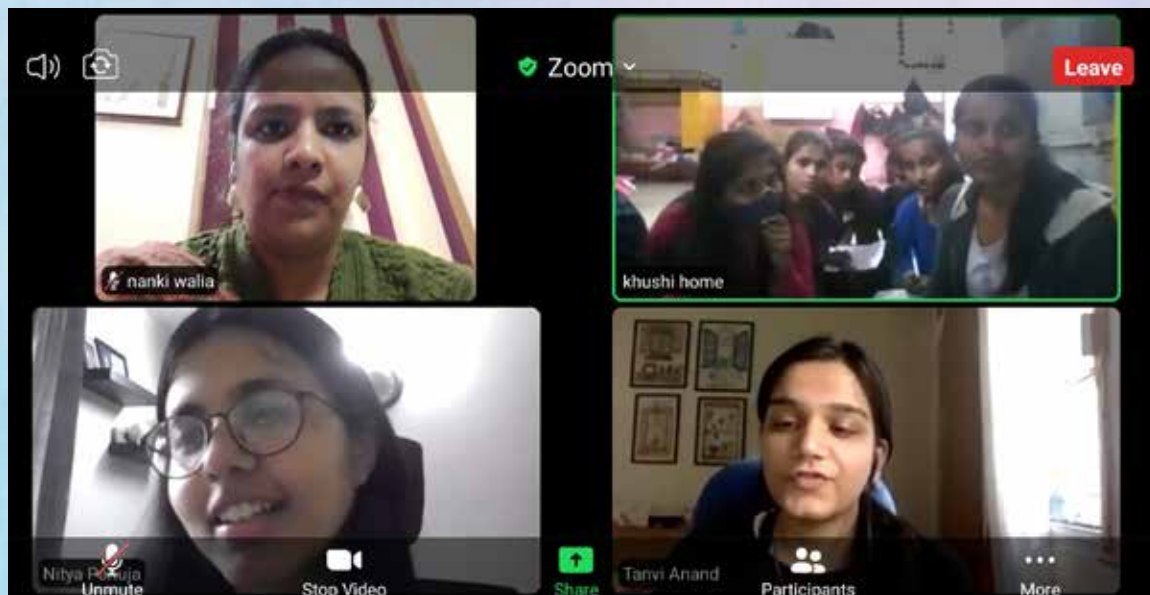 Zoom
Leave
nanki walia
khushi home
Nitya
Tanvi Anand
Unmute
Stop Video
Share
Participants
More